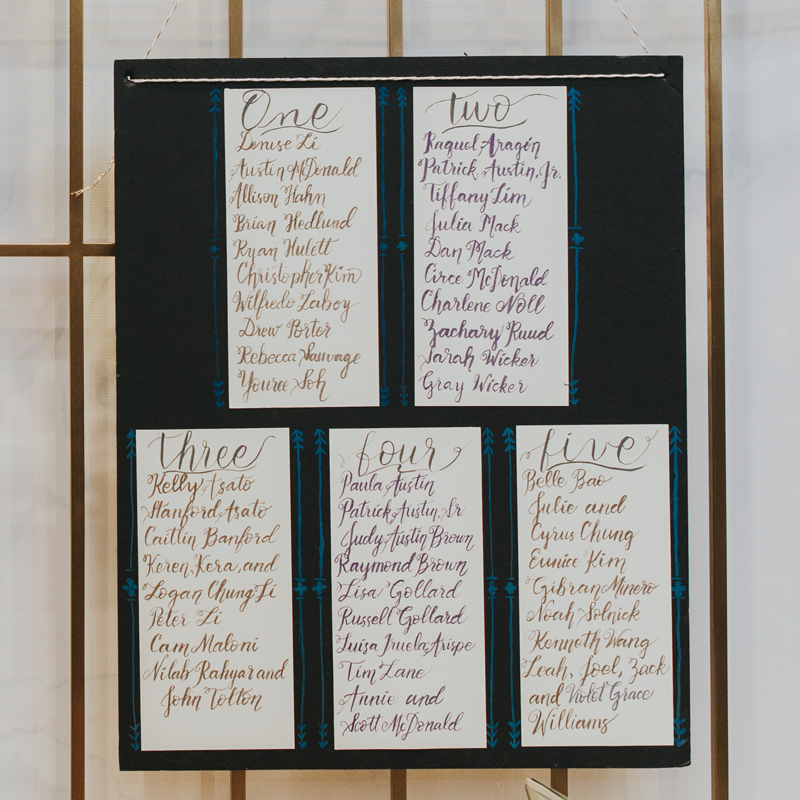 One
Denise Li
Austin McDonald
Allison Hahn
Brian Hedlund
Ryan Hulett
Christopher Kim
Wilfredo Laboy
Drew Porter
Rebecca Sauvage
Youree Soh
two
Raquel Aragón
Patrick Austin, Jr.
Tiffany Lim
Julia Mack
Dan Mack
Circe McDonald
Charlene Nöll
Zachary Ruud
Sarah Wicker
Gray Wicker
three
Kelly Asato
Stanford Asato
Caitlin Banford
Keren, Kera, and
Logan Chung Li
Peter Li
Cam Maloni
Nilab Rahyar and
John Tolton
four
Paula Austin
Patrick Austin, Sr
Judy Austin Brown
Raymond Brown
Lisa Gollard
Russell Gollard
Luisa Iruela-Arispe
Tim Lane
Annie and
Scott McDonald
five
Belle Bao
Julie and
Cyrus Chung
Eunice Kim
Gibran Minero
Noah Solnick
Kenneth Wang
Leah, Joel, Zack
and Violet Grace
Williams